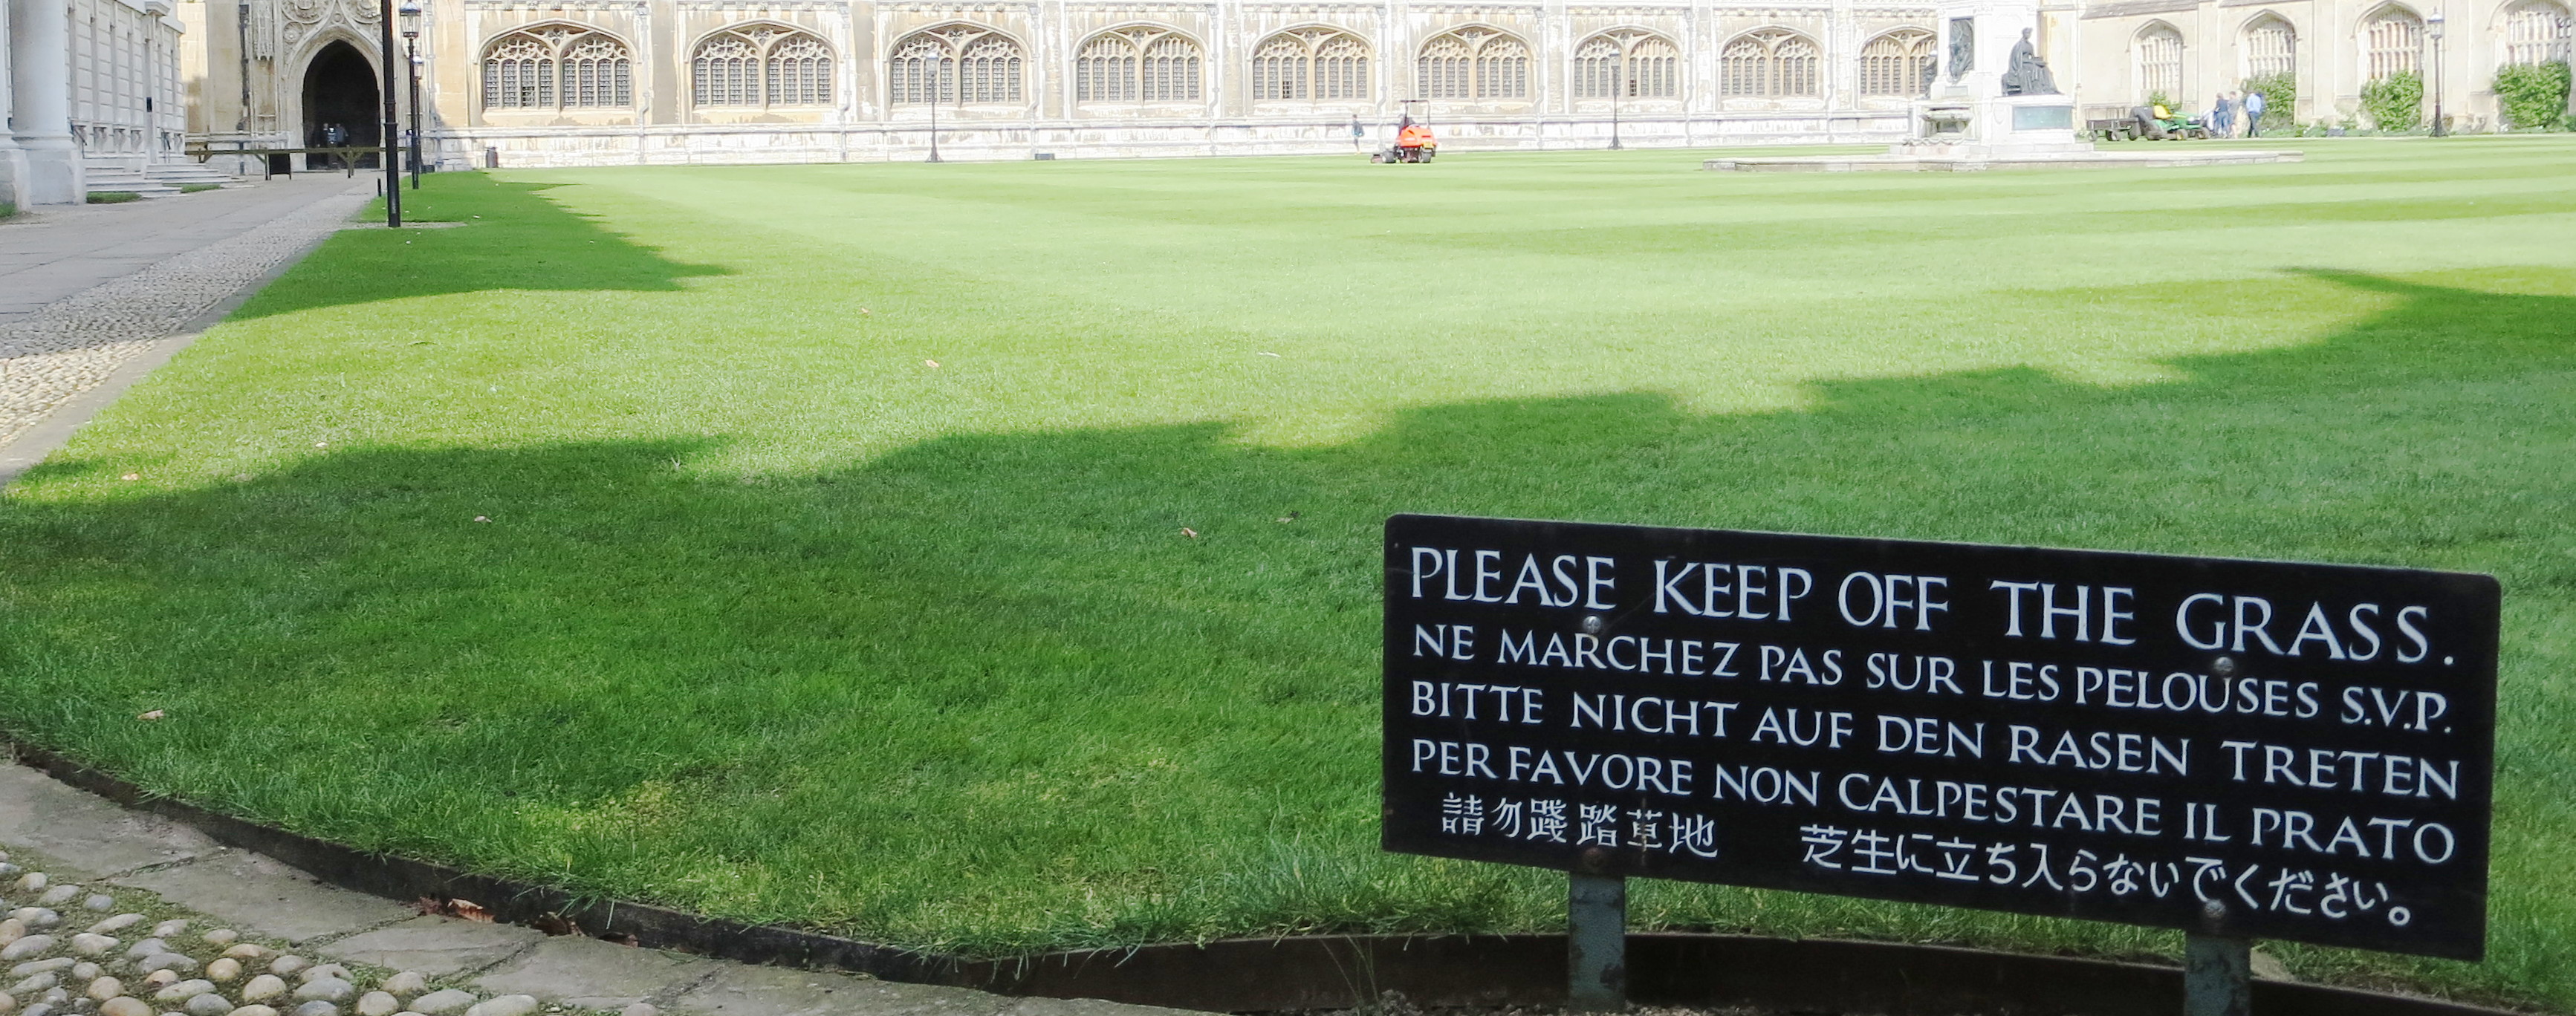 PLEASE KEEP OFF THE GRASS.
NE MARCHEZ PAS SUR LES PELOUSES S.V.P.
BITTE NICHT AUF DEN RASEN TRETEN
PER FAVORE NON CALPESTARE IL PRATO
請勿踐踏草地 芝生に立ち入らないでください。